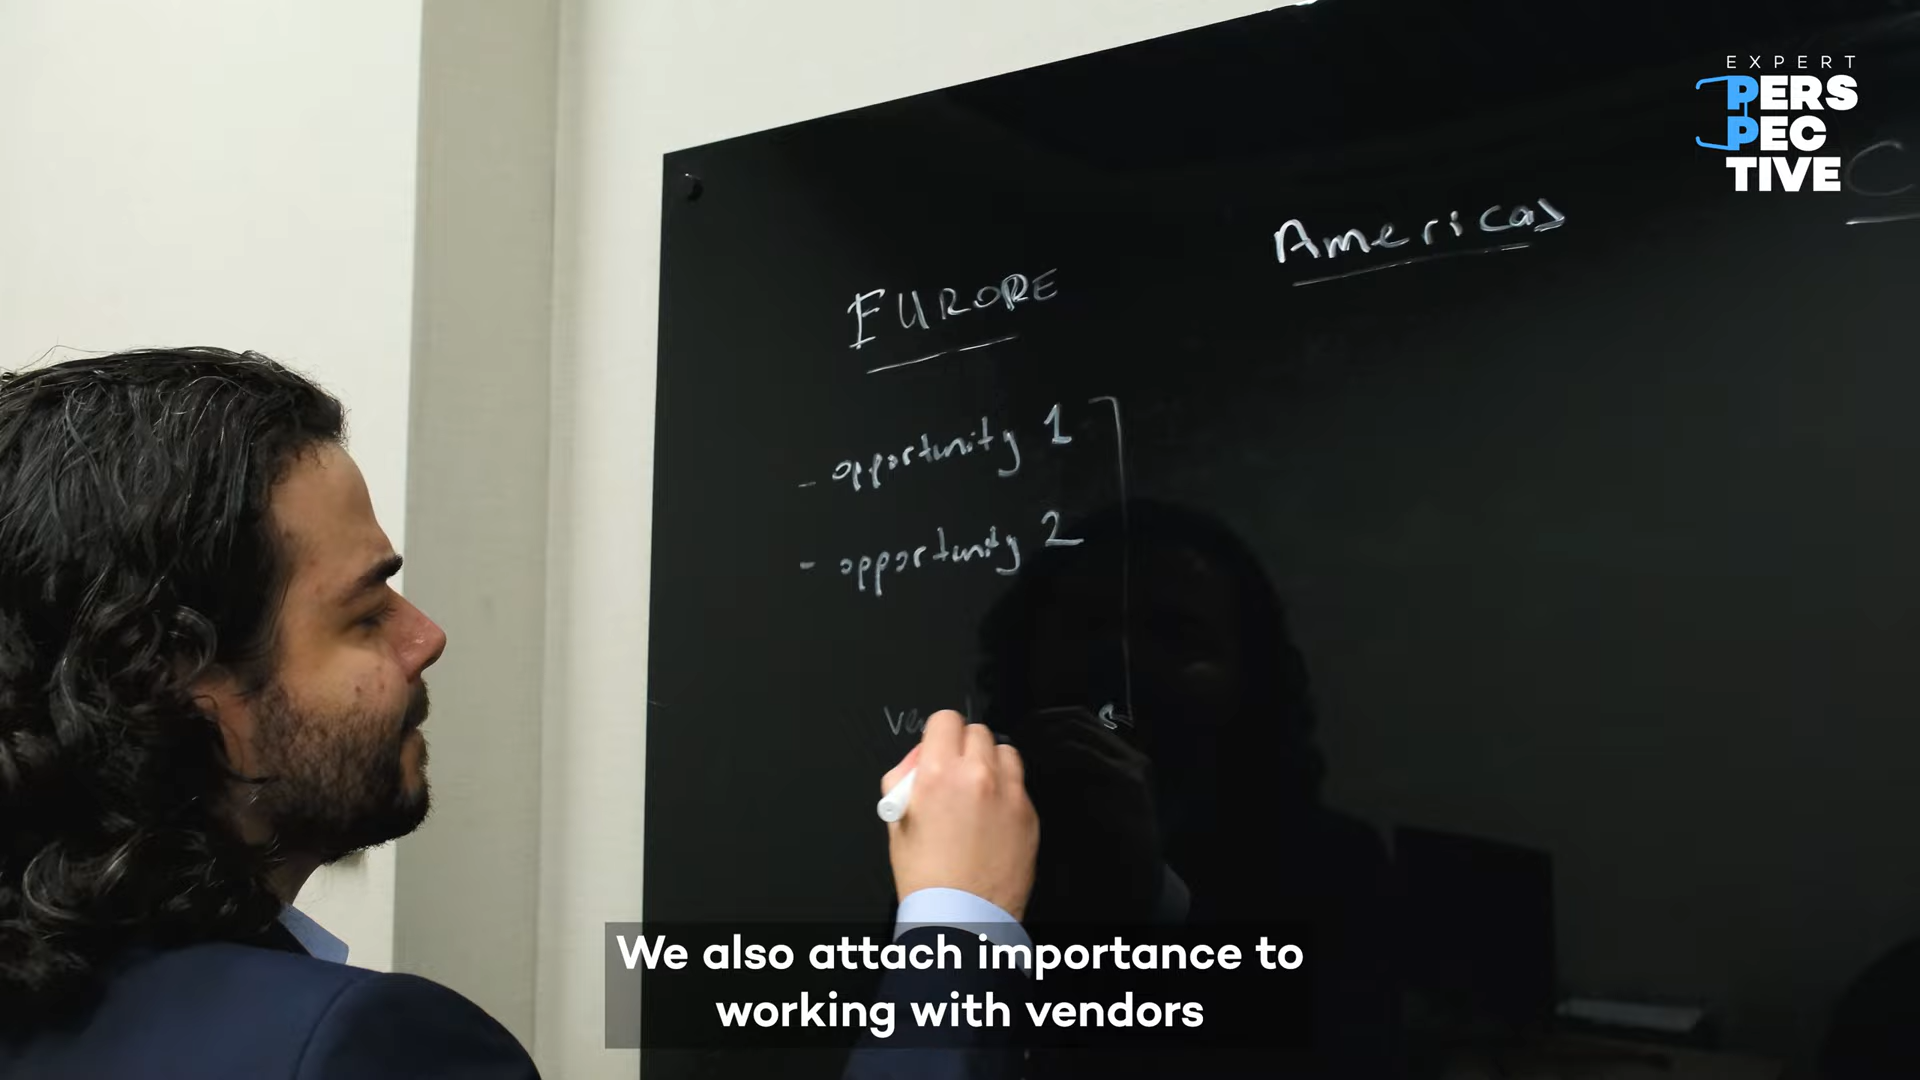 EXPERT
PERS
PEC
TIVE
Americas
EUROPE
- opportunity 1
- opportunity 2
We also attach importance to
working with vendors